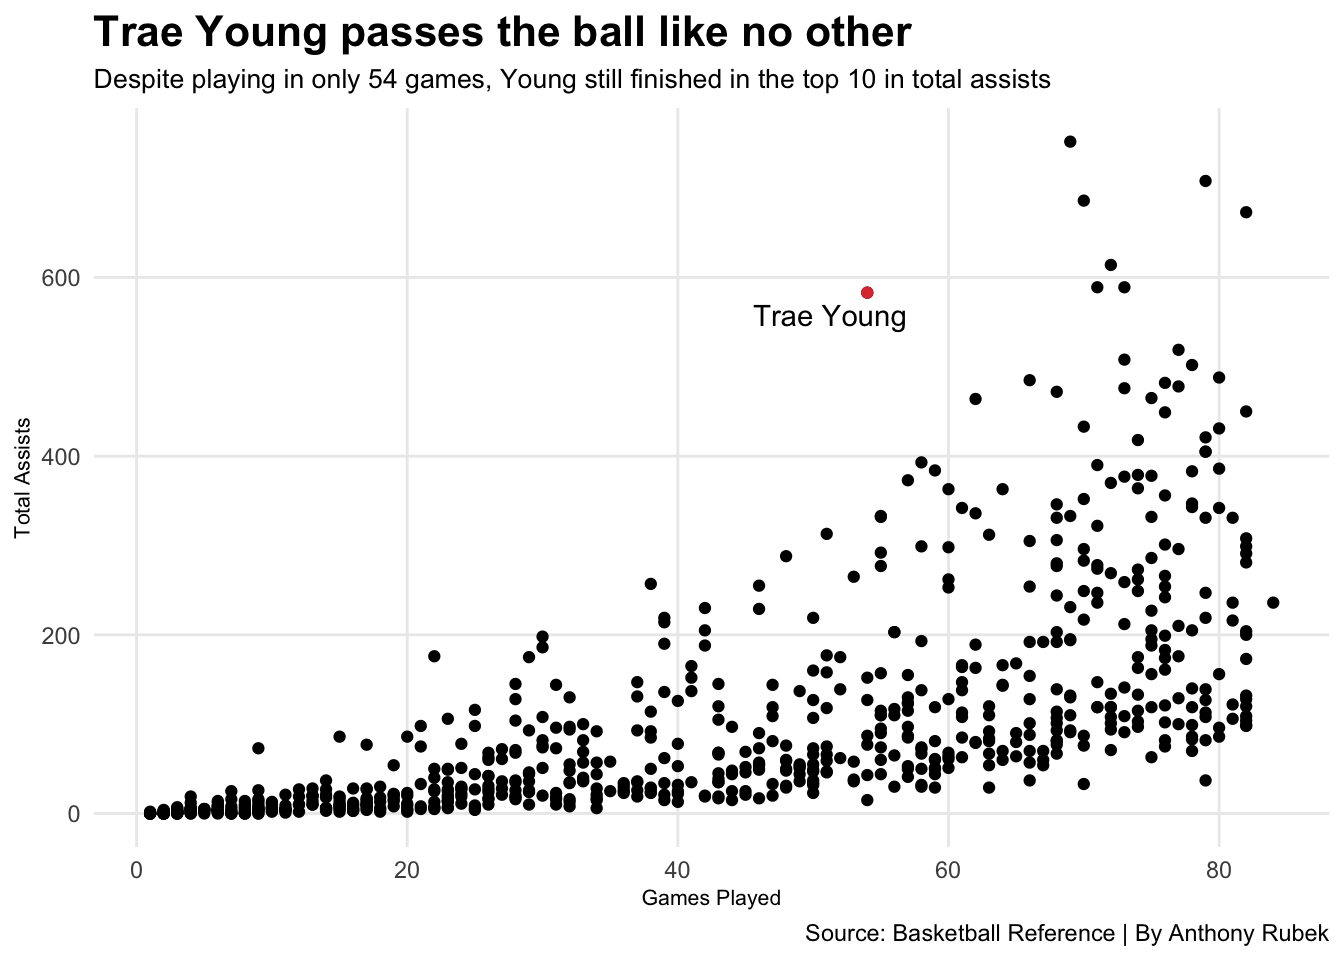 Trae Young passes the ball like no other
Despite playing in only 54 games, Young still finished in the top 10 in total assists
600
400
200
0
Total Assists
Trae Young
0 20 40 60 80
Games Played
Source: Basketball Reference | By Anthony Rubek